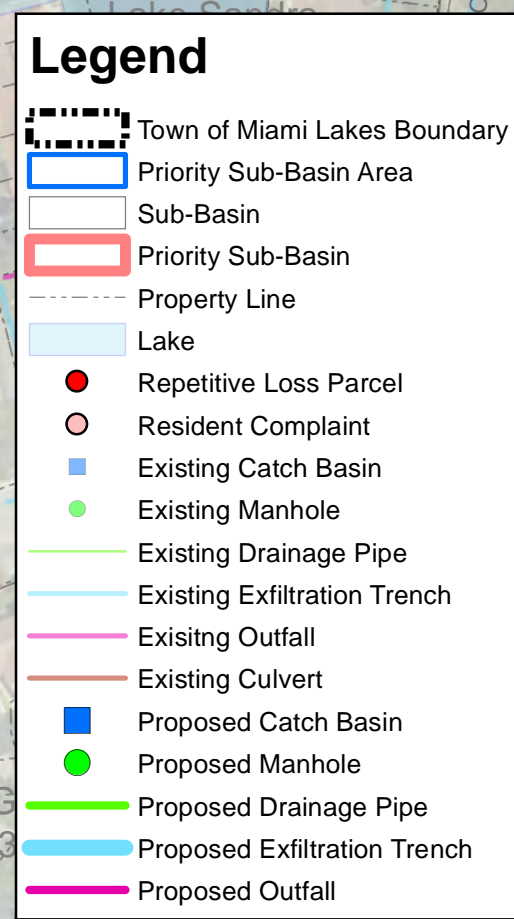 Lake Sandra
Legend
Town of Miami Lakes Boundary
Priority Sub-Basin Area
Sub-Basin
Priority Sub-Basin
Property Line
Lake
Repetitive Loss Parcel
Resident Complaint
Existing Catch Basin
Existing Manhole
Existing Drainage Pipe
Existing Exfiltration Trench
Exisitng Outfall
Existing Culvert
Proposed Catch Basin
Proposed Manhole
Proposed Drainage Pipe
Proposed Exfiltration Trench
Proposed Outfall